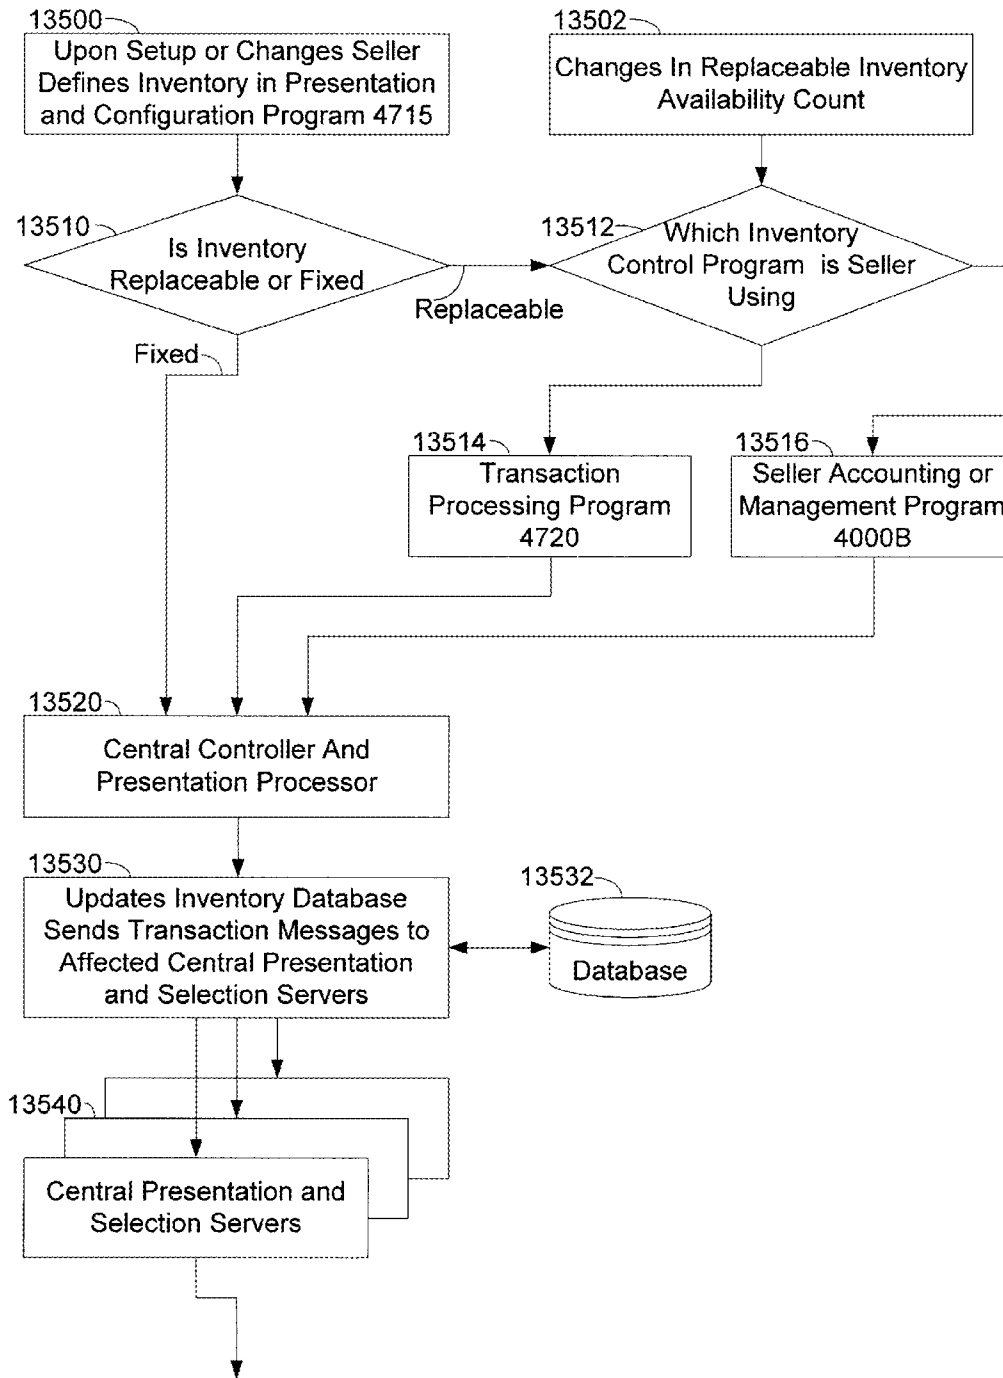 13500
Upon Setup or Changes Seller
Defines Inventory in Presentation
and Configuration Program 4715
13502
Changes In Replaceable Inventory
Availability Count
13510
Is Inventory
Replaceable or Fixed
Replaceable
Fixed
13512
Which Inventory
Control Program is Seller
Using
13514
Transaction
Processing Program
4720
13516
Seller Accounting or
Management Program
4000B
13520
Central Controller And
Presentation Processor
13530
Updates Inventory Database
Sends Transaction Messages to
Affected Central Presentation
and Selection Servers
13532
Database
13540
Central Presentation and
Selection Servers